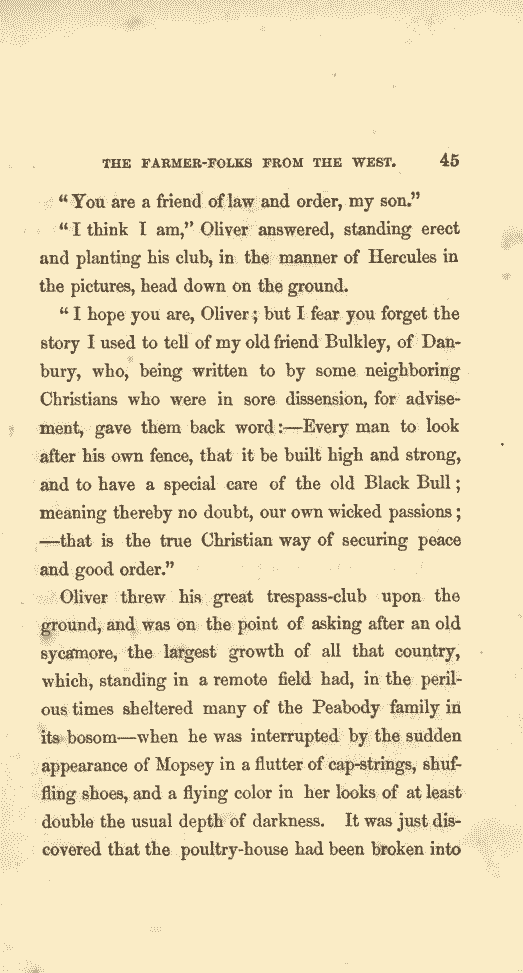 THE FARMER-FOLKS FROM THE WEST. 45
"You are a friend of law and order, my son."
"I think I am," Oliver answered, standing erect
and planting his club, in the manner of Hercules in
the pictures, head down on the ground.
"I hope you are, Oliver; but I fear you forget the
story I used to tell of my old friend Bulkley, of Dan-
bury, who, being written to by some neighboring
Christians who were in sore dissension, for advise-
ment, gave them back word:—Every man to look
after his own fence, that it be built high and strong,
and to have a special care of the old Black Bull;
meaning thereby no doubt, our own wicked passions;
—that is the true Christian way of securing peace
and good order."
Oliver threw his great trespass-club upon the
ground, and was on the point of asking after an old
sycamore, the largest growth of all that country,
which, standing in a remote field had, in the peril-
ous times sheltered many of the Peabody family in
its bosom—when he was interrupted by the sudden
appearance of Mopsey in a flutter of cap-strings, shuf-
fling shoes, and a flying color in her looks of at least
double the usual depth of darkness. It was just dis-
covered that the poultry-house had been broken into